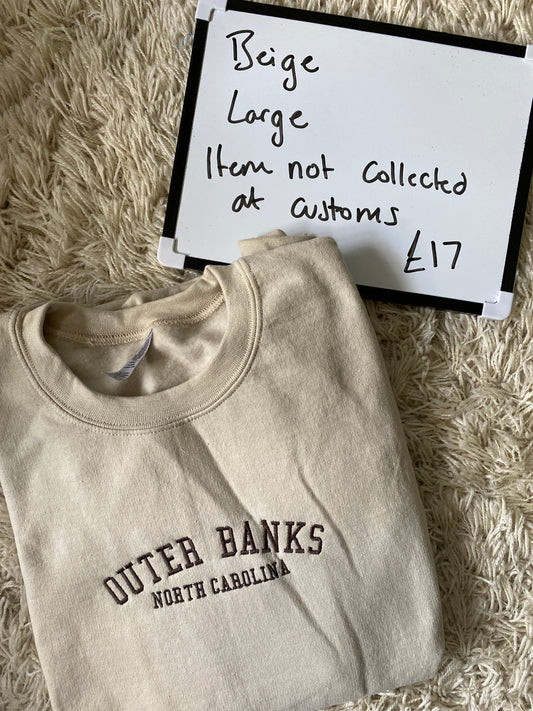 Beige
Large
Item not collected
at customs
£17
OUTER BANKS
NORTH CAROLINA